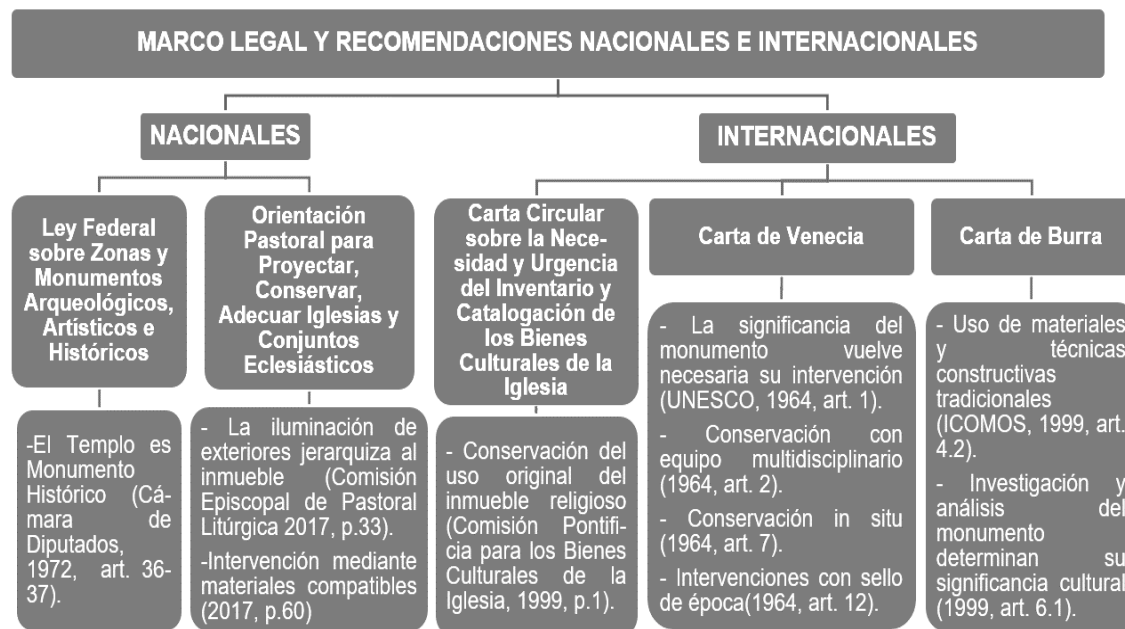 MARCO LEGAL Y RECOMENDACIONES NACIONALES E INTERNACIONALES
NACIONALES
Ley Federal
sobre Zonas y
Monumentos
Arqueológicos,
Artísticos e
Históricos
-El Templo es
Monumento
Histórico (Cá-
mara de
Diputados,
1972, art. 36-
37).
Orientación
Pastoral para
Proyectar,
Conservar,
Adecuar Iglesias y
Conjuntos
Eclesiásticos
- La iluminación de
exteriores jerarquiza al
inmueble (Comisión
Episcopal de Pastoral
Litúrgica 2017, p.33).
-Intervención mediante
materiales compatibles
(2017, p.60)
INTERNACIONALES
Carta Circular
sobre la Nece-
sidad y Urgencia
del Inventario y
Catalogación de
los Bienes
Culturales de la
Iglesia
- Conservación del
uso original del
inmueble religioso
(Comisión Pontifi-
cia para los Bienes
Culturales de la
Iglesia, 1999, p.1).
Carta de Venecia
- La significancia del
monumento vuelve
necesaria su intervención
(UNESCO, 1964, art. 1).
- Conservación con
equipo multidisciplinario
(1964, art. 2).
- Conservación in situ
(1964, art. 7).
- Intervenciones con sello
de época(1964, art. 12).
Carta de Burra
- Uso de materiales
y técnicas
constructivas
tradicionales
(ICOMOS, 1999, art.
4.2).
- Investigación y
análisis del
monumento
determinan su
significancia cultural
(1999, art. 6.1).